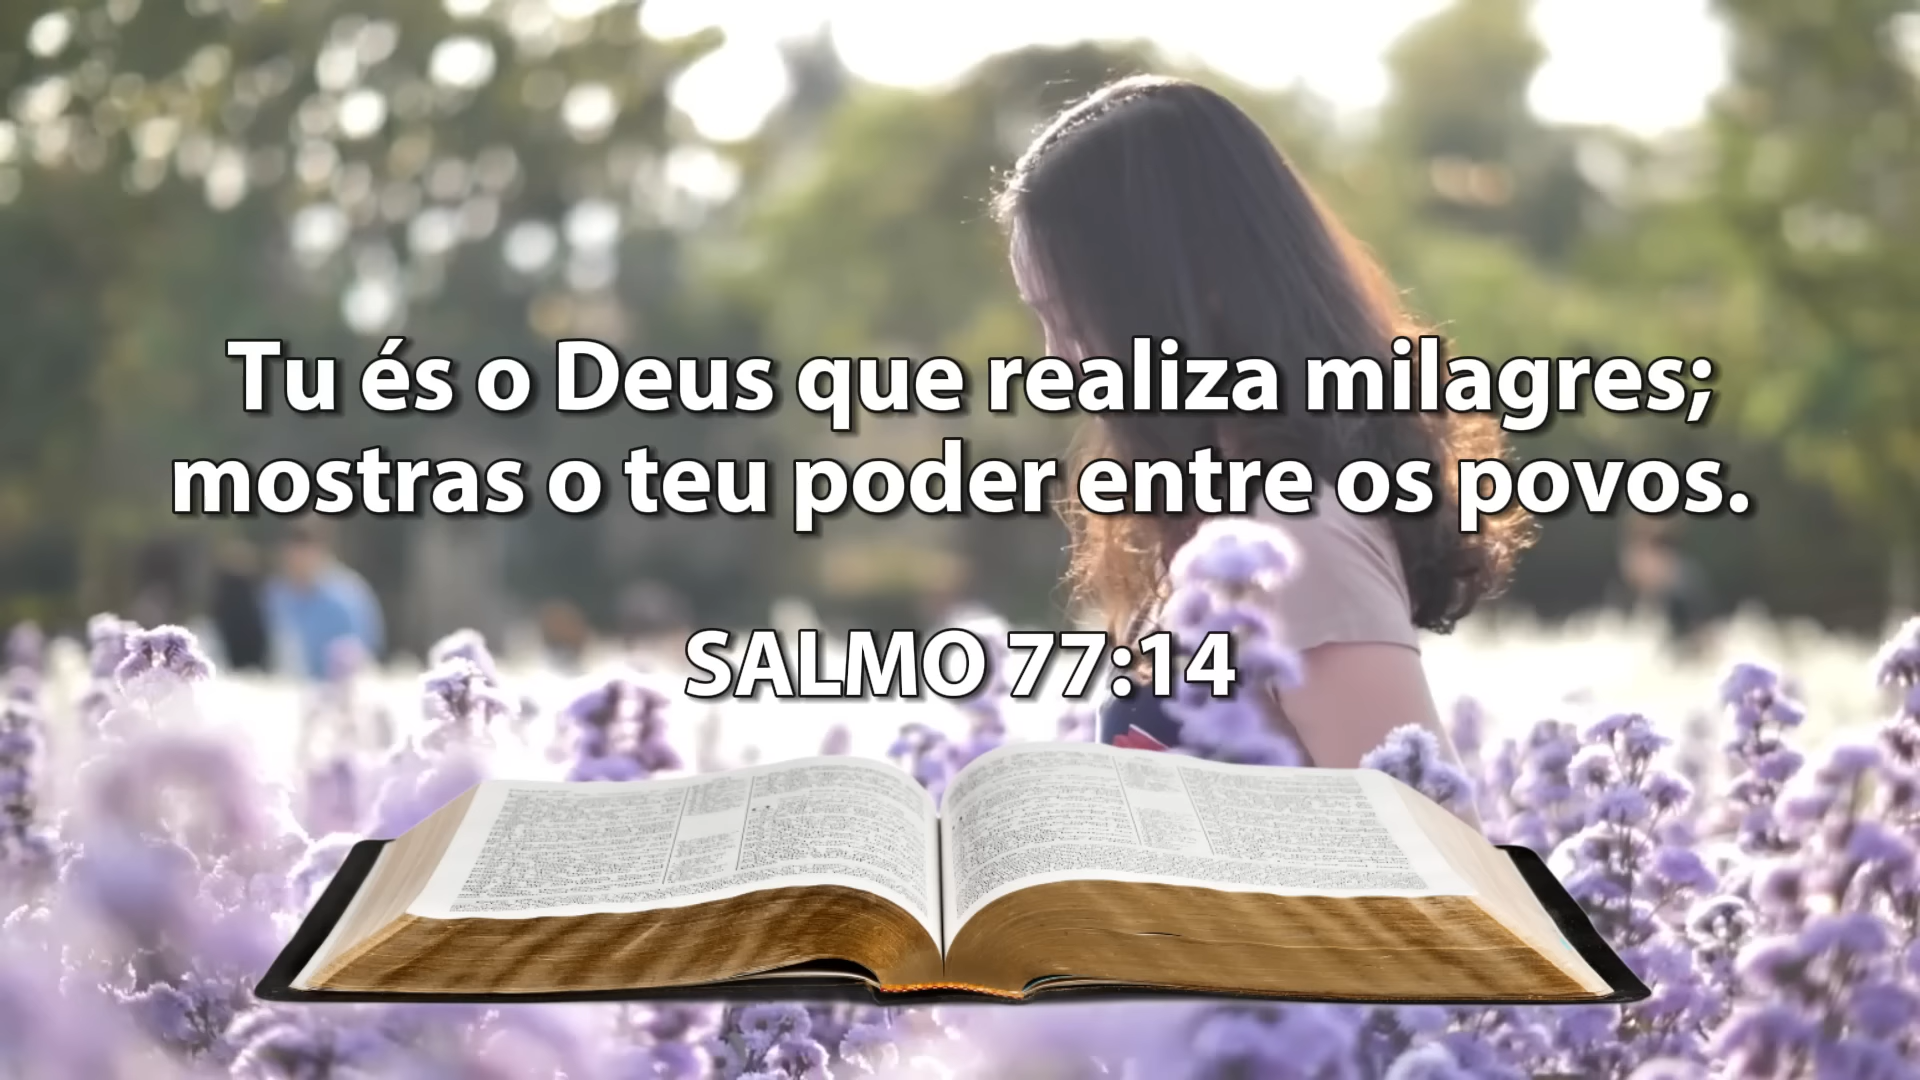 Tu és o Deus que realiza milagres;
mostras o teu poder entre os povos.
SALMO 77:14